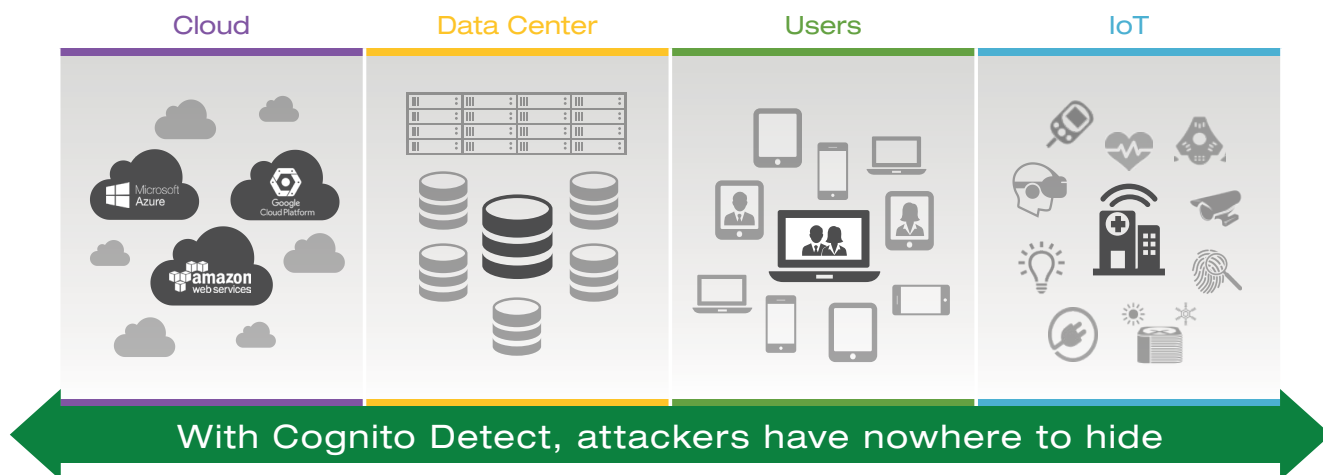 Cloud
Data Center
Users
IoT
Microsoft
Azure
Google
Cloud Platform
amazon
web services
With Cognito Detect, attackers have nowhere to hide